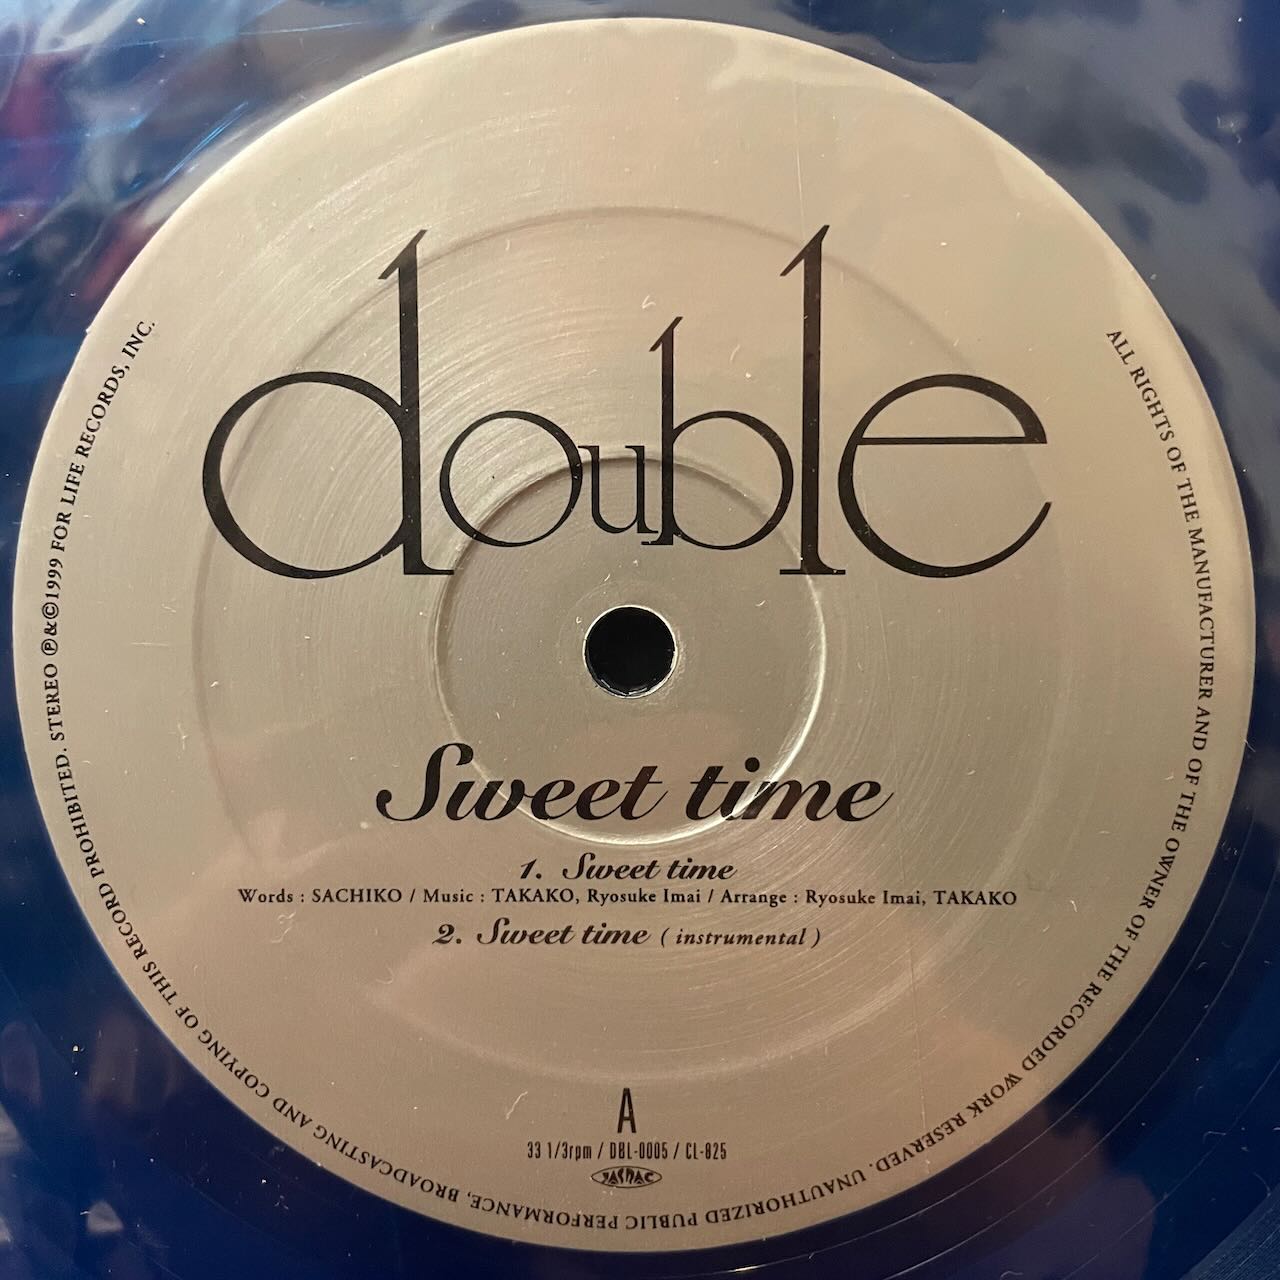 double
Sweet time
1. Sweet time
Words : SACHIKO / Music : TAKAKO, Ryosuke Imai / Arrange : Ryosuke Imai, TAKAKO
2. Sweet time ( instrumental )
A
33 1/3rpm / DBL-0005 / CL-825
JASRAC
ALL RIGHTS OF THE MANUFACTURER AND OF THE OWNER OF THE RECORDED WORK RESERVED. UNAUTHORIZED PUBLIC PERFORMANCE, BROADCASTING AND COPYING OF THIS RECORD PROHIBITED. STEREO ℗&©1999 FOR LIFE RECORDS, INC.